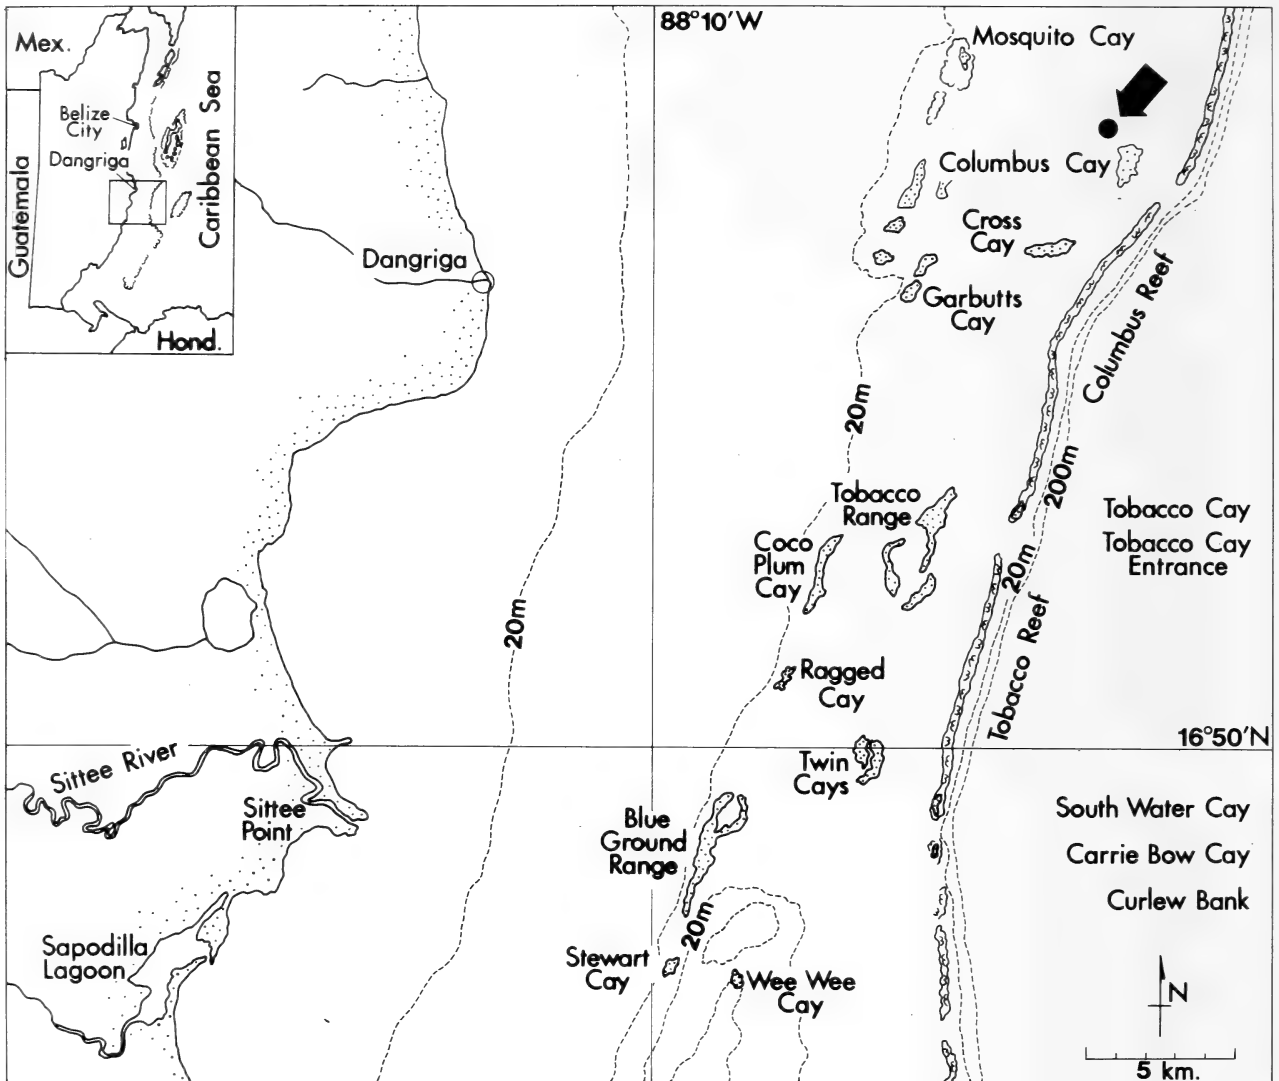 88°10'W
Mosquito Cay
Mex.
Belize
City
Dangriga
Guatemala
Caribbean Sea
Hond.
Columbus Cay
Cross
Cay
Dangriga
Garbutts
Cay
Columbus Reef
20m
200m
Tobacco
Range
Tobacco Cay
Tobacco Cay
Entrance
Coco
Plum
Cay
20m
20m
Tobacco Reef
Ragged
Cay
16°50'N
Sittee River
Twin
Cays
Sittee
Point
Blue
Ground
Range
South Water Cay
Carrie Bow Cay
Curlew Bank
20m
Sapodilla
Lagoon
Stewart
Cay
Wee Wee
Cay
N
5 km.